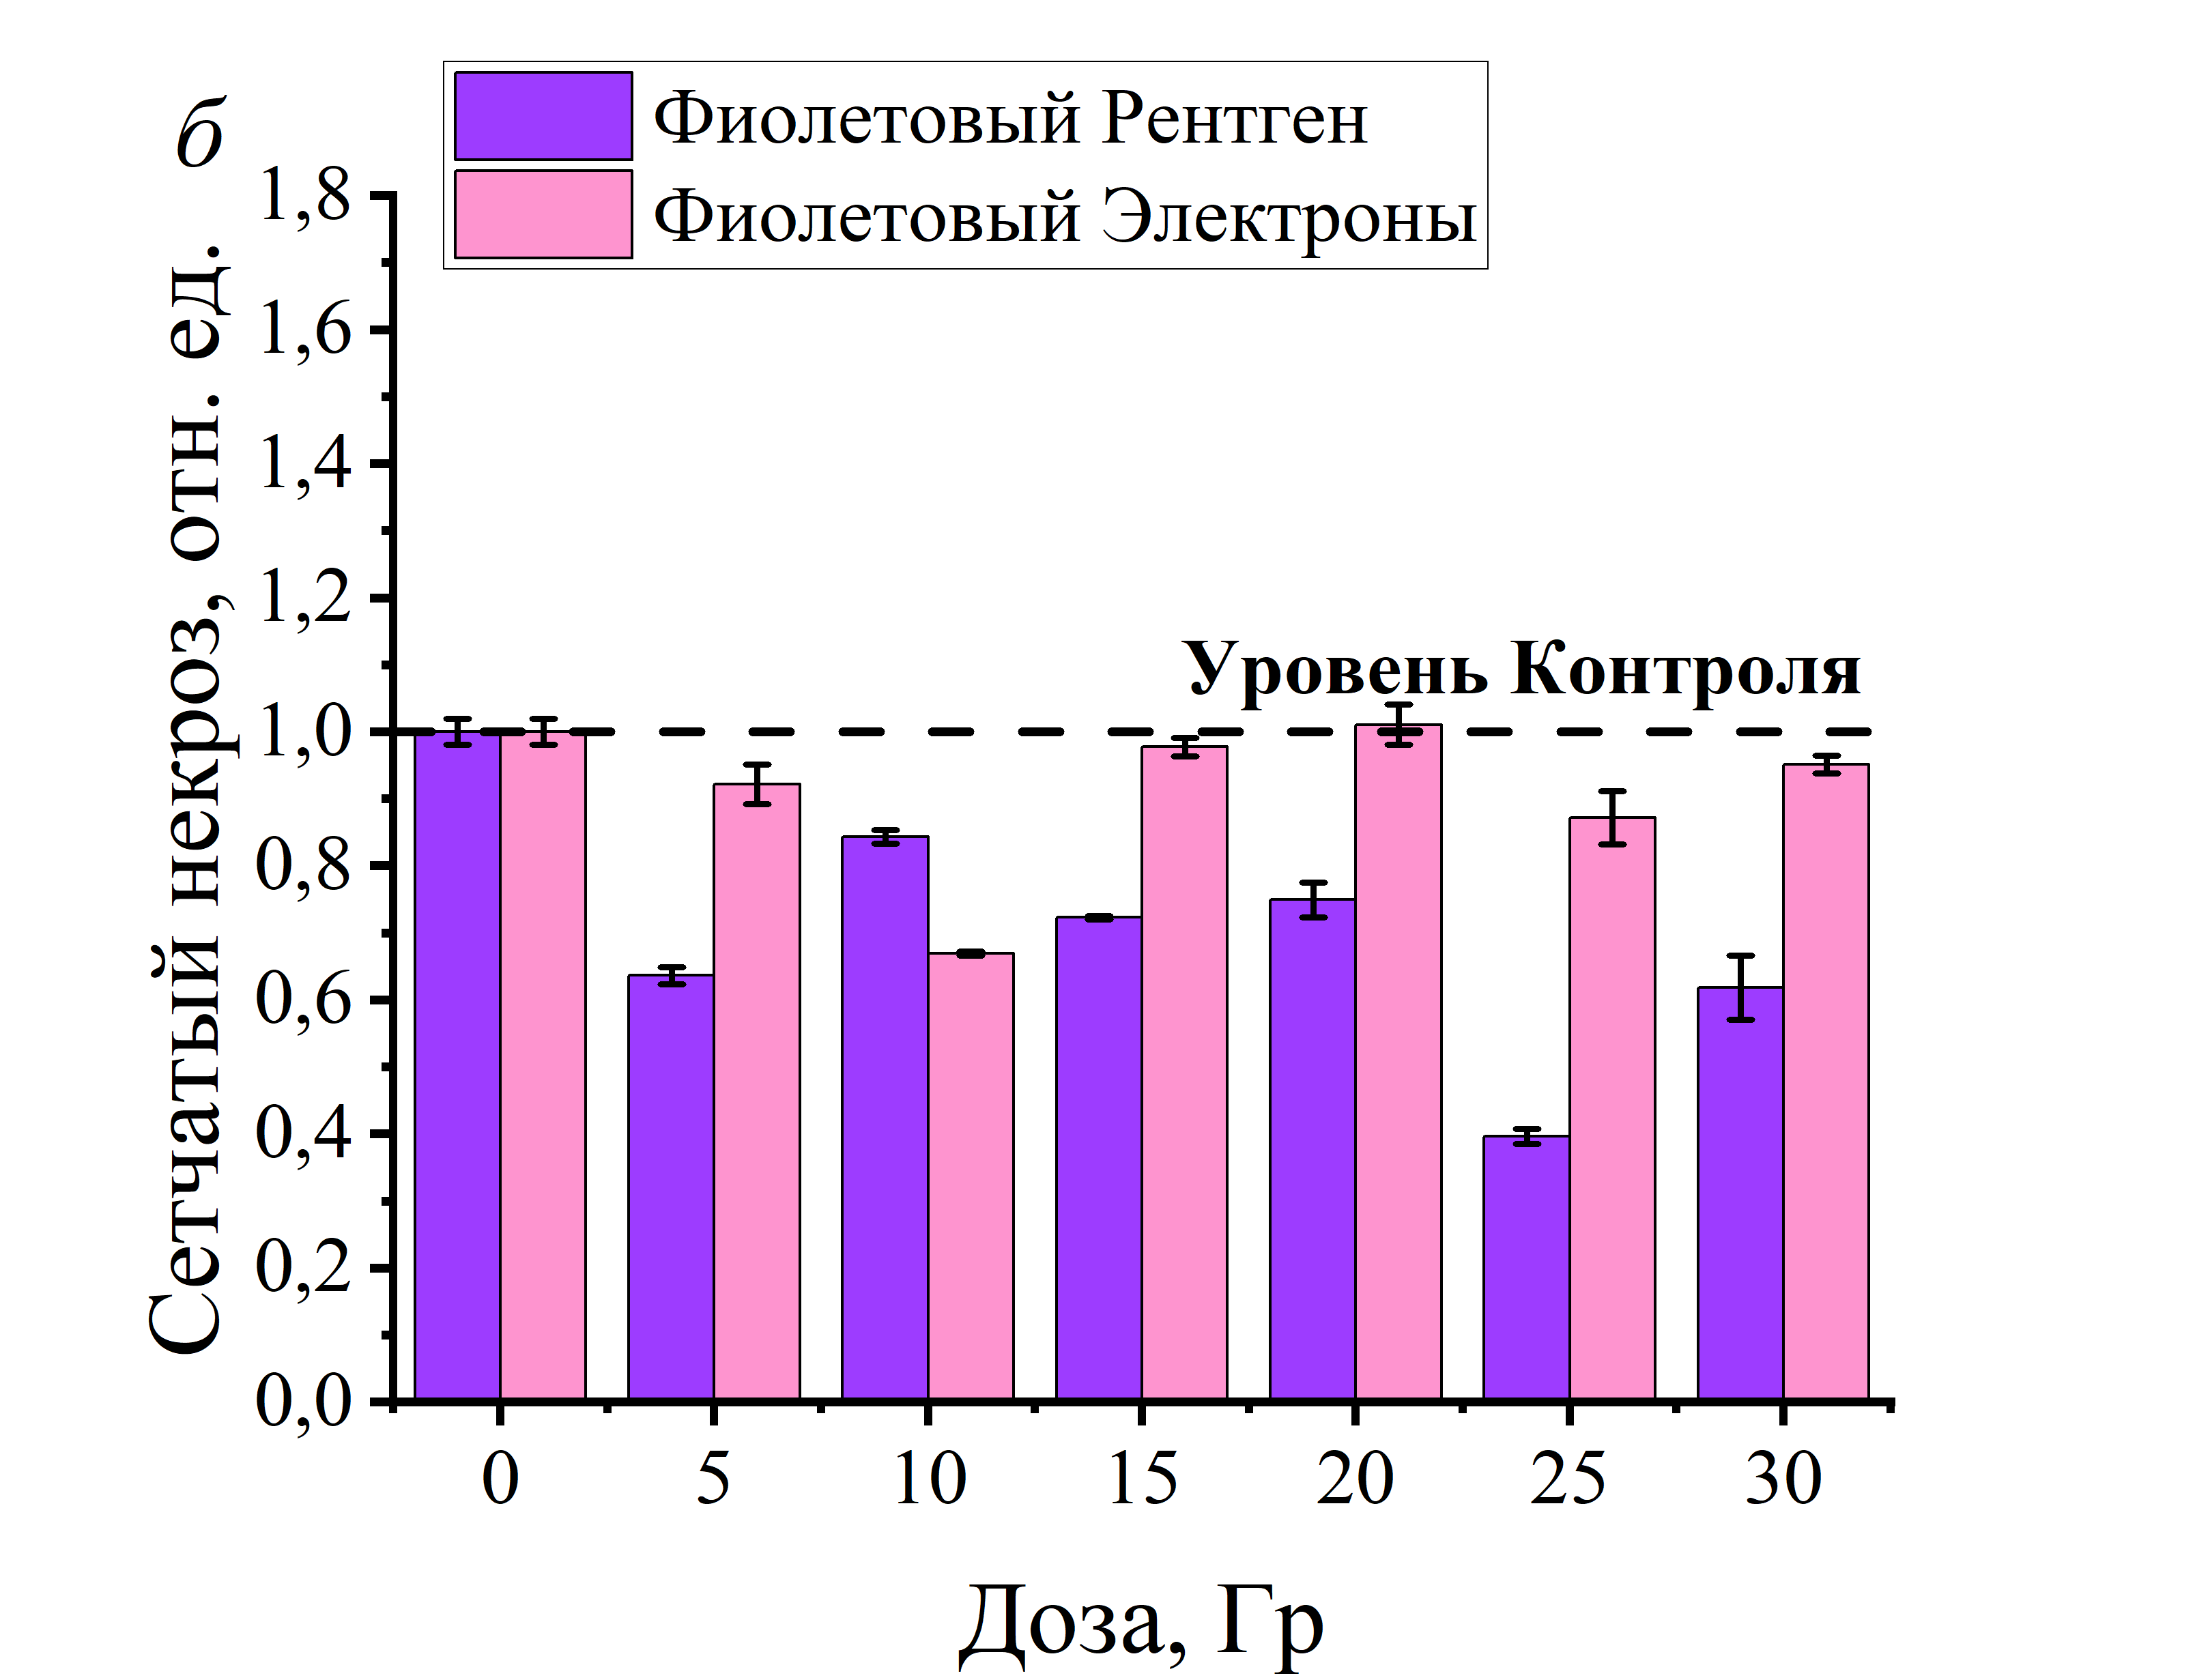 б
Фиолетовый Рентген
Фиолетовый Электроны
Сетчатый некроз, отн. ед.
1,8
1,6
1,4
1,2
1,0
0,8
0,6
0,4
0,2
0,0
Уровень Контроля
0 5 10 15 20 25 30
Доза, Гр